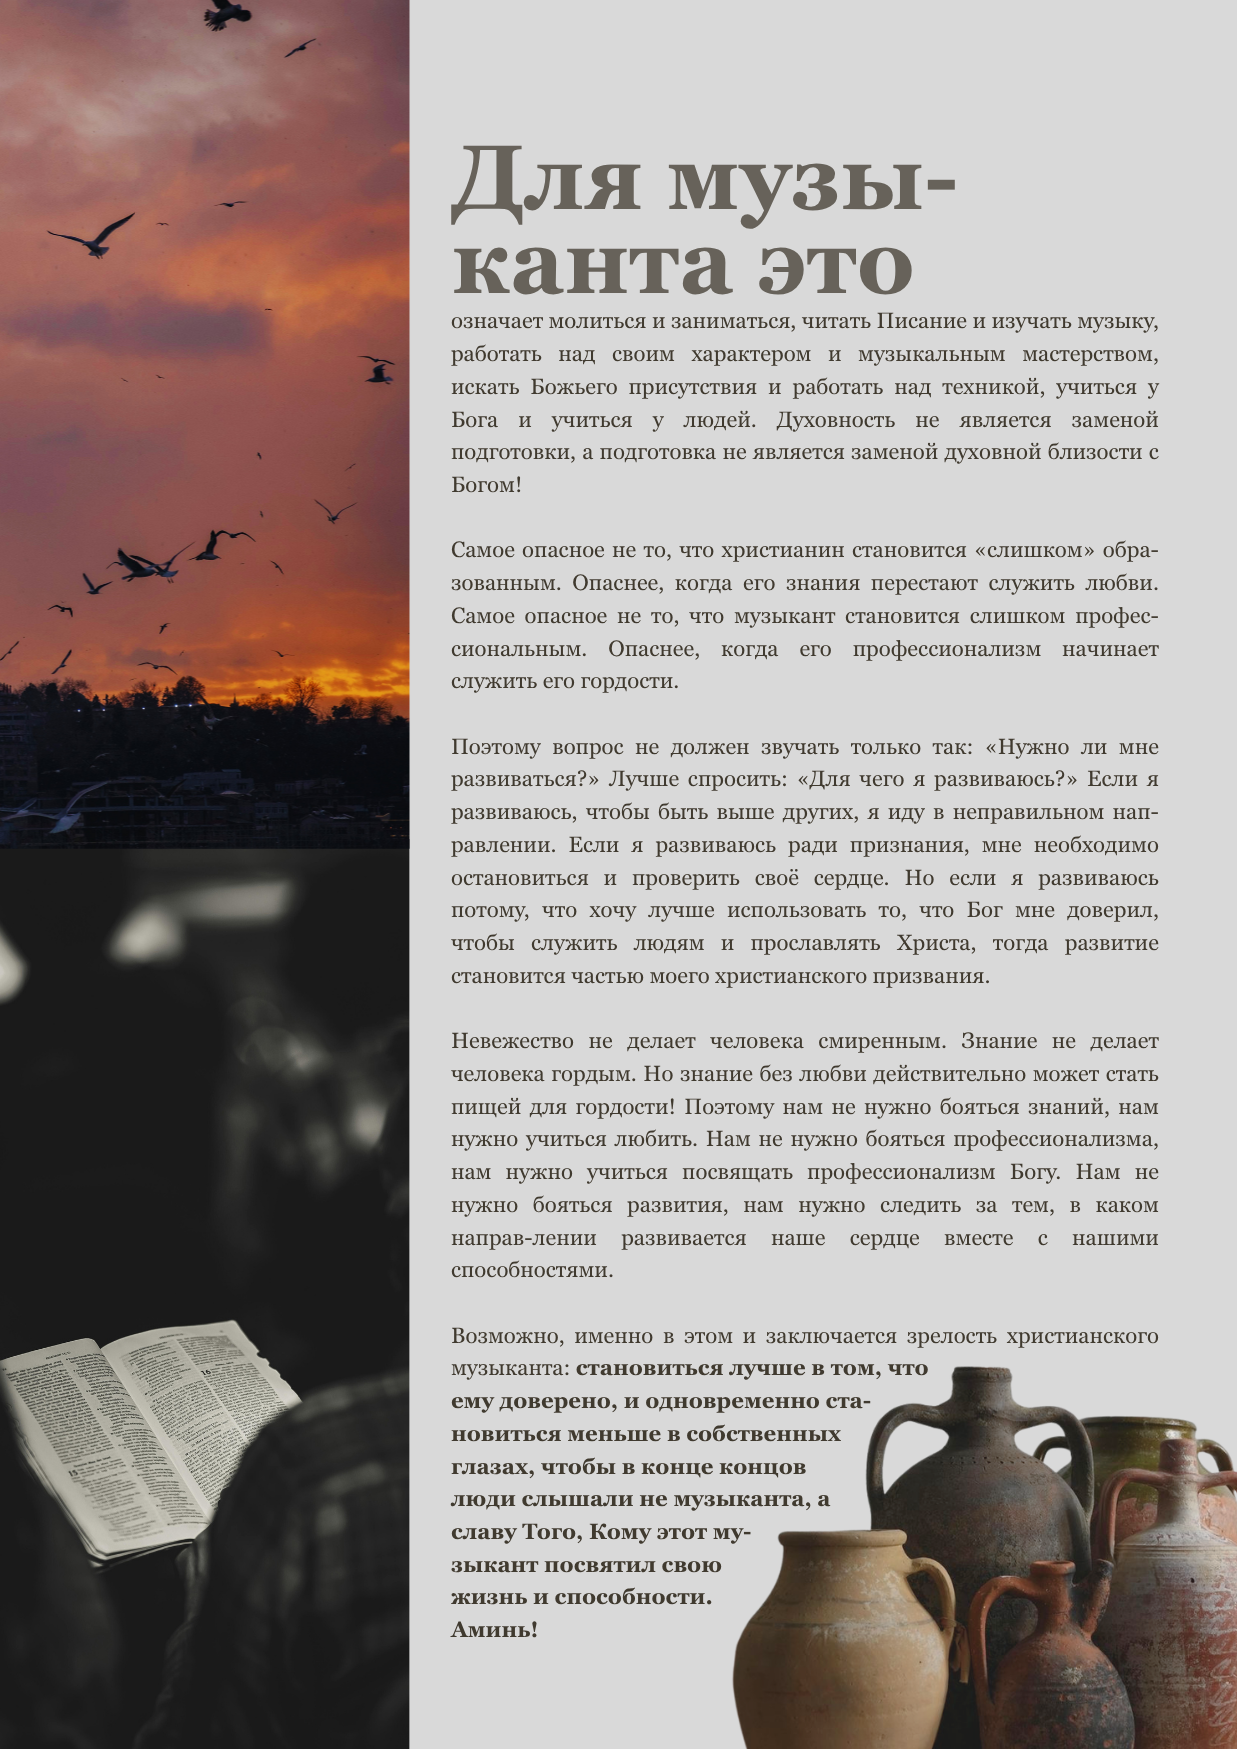 Для музы-
канта это
означает молиться и заниматься, читать Писание и изучать музыку,
работать над своим характером и музыкальным мастерством,
искать Божьего присутствия и работать над техникой, учиться у
Бога и учиться у людей. Духовность не является заменой
подготовки, а подготовка не является заменой духовной близости с
Богом!
Самое опасное не то, что христианин становится «слишком» обра-
зованным. Опаснее, когда его знания перестают служить любви.
Самое опасное не то, что музыкант становится слишком профес-
сиональным. Опаснее, когда его профессионализм начинает
служить его гордости.
Поэтому вопрос не должен звучать только так: «Нужно ли мне
развиваться?» Лучше спросить: «Для чего я развиваюсь?» Если я
развиваюсь, чтобы быть выше других, я иду в неправильном нап-
равлении. Если я развиваюсь ради признания, мне необходимо
остановиться и проверить своё сердце. Но если я развиваюсь
потому, что хочу лучше использовать то, что Бог мне доверил,
чтобы служить людям и прославлять Христа, тогда развитие
становится частью моего христианского призвания.
Невежество не делает человека смиренным. Знание не делает
человека гордым. Но знание без любви действительно может стать
пищей для гордости! Поэтому нам не нужно бояться знаний, нам
нужно учиться любить. Нам не нужно бояться профессионализма,
нам нужно учиться посвящать профессионализм Богу. Нам не
нужно бояться развития, нам нужно следить за тем, в каком
направ-лении развивается наше сердце вместе с нашими
способностями.
Возможно, именно в этом и заключается зрелость христианского
музыканта: становиться лучше в том, что
ему доверено, и одновременно ста-
новиться меньше в собственных
глазах, чтобы в конце концов
люди слышали не музыканта, а
славу Того, Кому этот му-
зыкант посвятил свою
жизнь и способности.
Аминь!